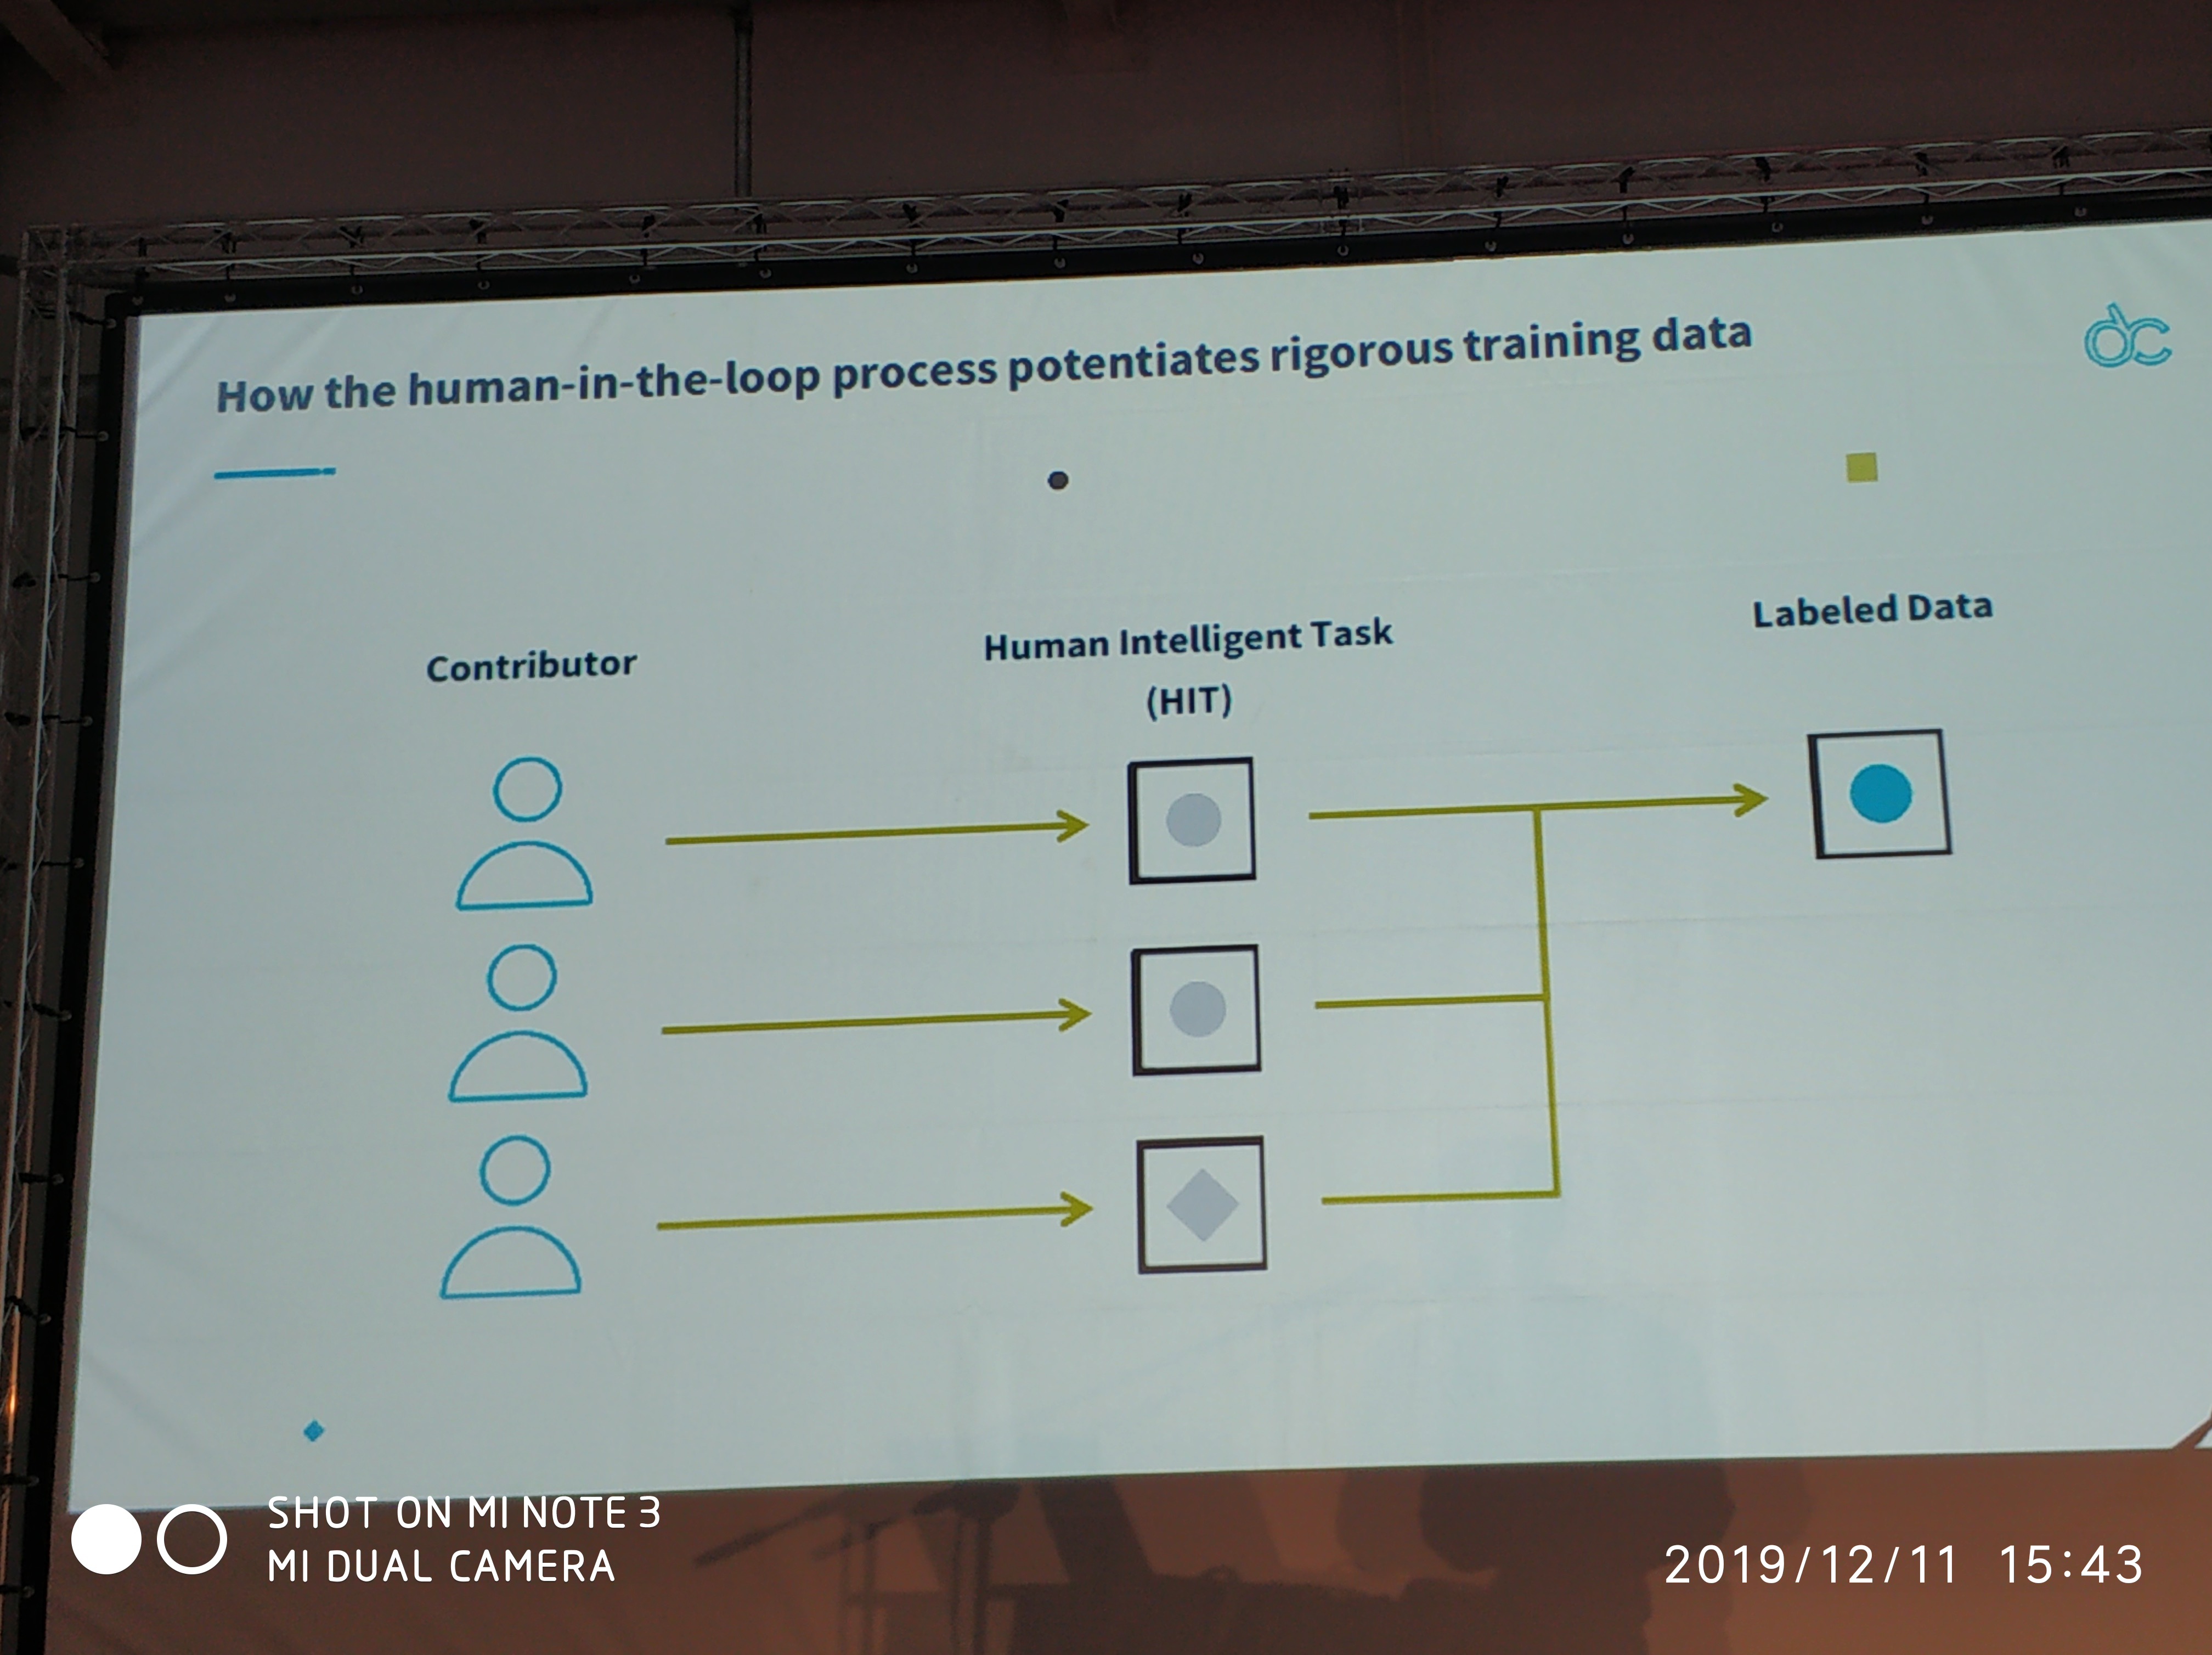 How the human-in-the-loop process potentiates rigorous training data
dc
Contributor
Human Intelligent Task
(HIT)
Labeled Data
SHOT ON MI NOTE 3
MI DUAL CAMERA
2019/12/11 15:43